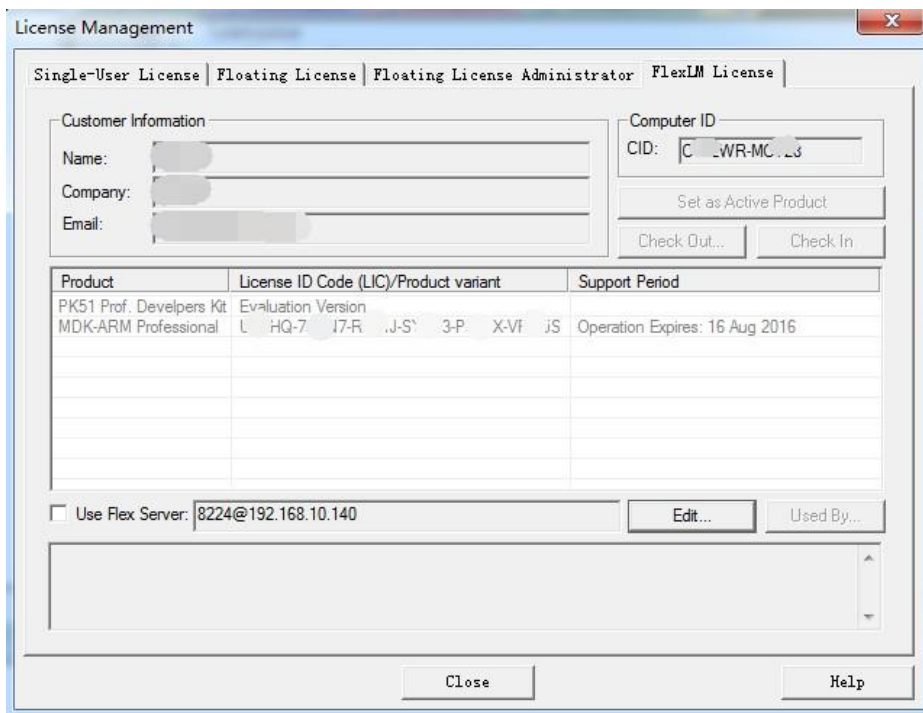 License Management
Single-User License | Floating License | Floating License Administrator | FlexLM License
Customer Information
Name:
Company:
Email:
Computer ID
CID:
Set as Active Product
Check Out...
Check In
Product License ID Code (LIC)/Product variant Support Period
PK51 Prof. Develpers Kit Evaluation Version
MDK-ARM Professional Operation Expires: 16 Aug 2016
Use Flex Server: 8224@192.168.10.140
Edit...
Used By...
Close
Help